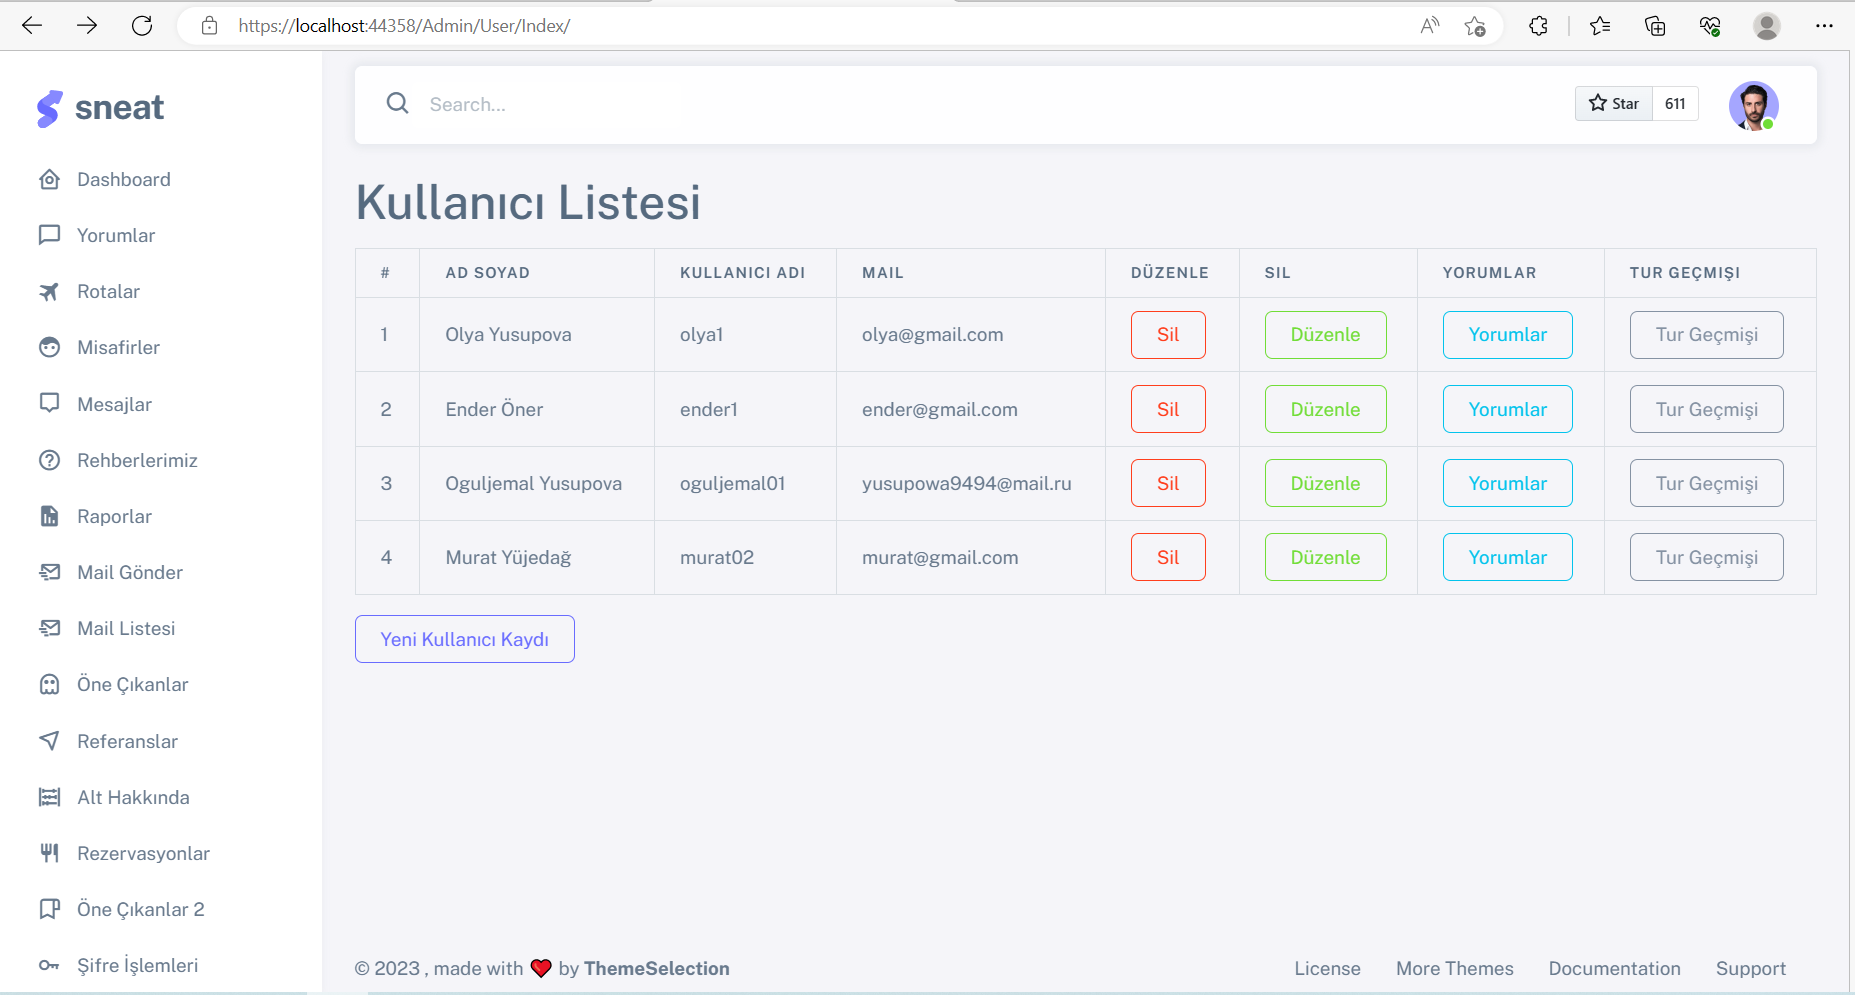 https://localhost:44358/Admin/User/Index/
sneat
Search...
Star 611
Dashboard
Yorumlar
Rotalar
Misafirler
Mesajlar
Rehberlerimiz
Raporlar
Mail Gönder
Mail Listesi
Öne Çıkanlar
Referanslar
Alt Hakkında
Rezervasyonlar
Öne Çıkanlar 2
Şifre İşlemleri
Kullanıcı Listesi
# AD SOYAD KULLANICI ADI MAIL DÜZENLE SIL YORUMLAR TUR GEÇMIŞI
1 Olya Yusupova olya1 olya@gmail.com Sil Düzenle Yorumlar Tur Geçmişi
2 Ender Öner ender1 ender@gmail.com Sil Düzenle Yorumlar Tur Geçmişi
3 Oguljemal Yusupova oguljemal01 yusupowa9494@mail.ru Sil Düzenle Yorumlar Tur Geçmişi
4 Murat Yüjedağ murat02 murat@gmail.com Sil Düzenle Yorumlar Tur Geçmişi
Yeni Kullanıcı Kaydı
© 2023 , made with ❤️ by ThemeSelection
License More Themes Documentation Support